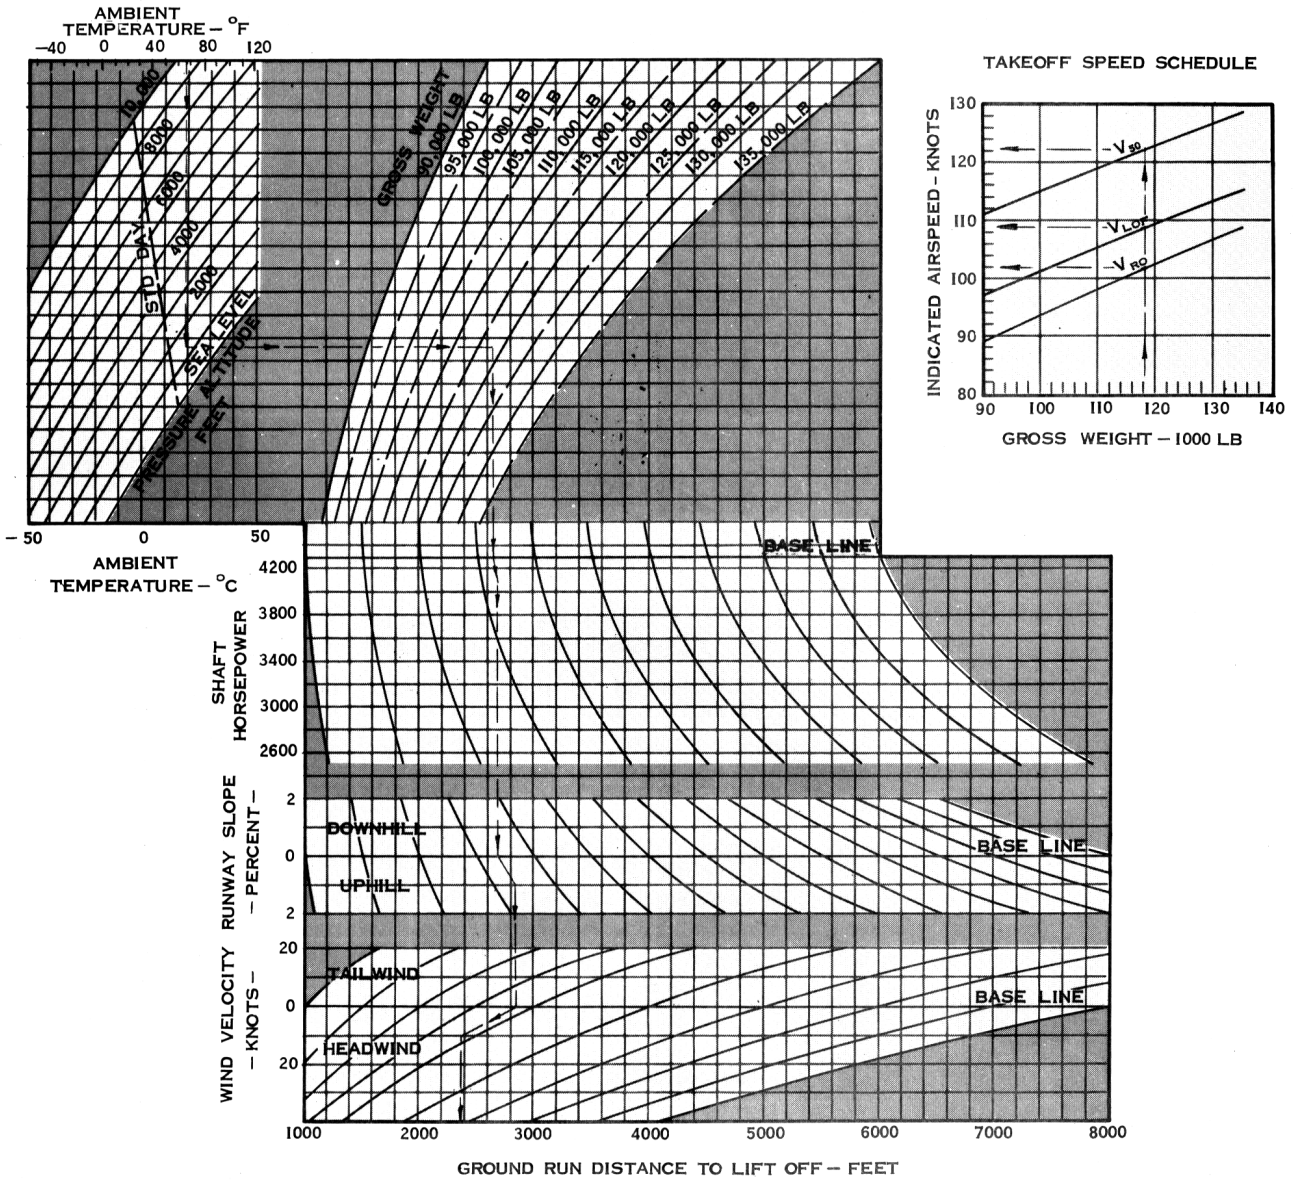 AMBIENT
TEMPERATURE – °F
-40 0 40 80 120
10,000
8000
6000
4000
2000
SEA LEVEL
PRESSURE ALTITUDE
FEET
STD DAY
-50 0 50
AMBIENT
TEMPERATURE – °C
GROSS WEIGHT
90,000 LB
95,000 LB
100,000 LB
105,000 LB
110,000 LB
115,000 LB
120,000 LB
125,000 LB
130,000 LB
135,000 LB
TAKEOFF SPEED SCHEDULE
INDICATED AIRSPEED – KNOTS
130
120
110
100
90
80
V50
VLOF
VRO
90 100 110 120 130 140
GROSS WEIGHT – 1000 LB
BASE LINE
SHAFT
HORSEPOWER
4200
3800
3400
3000
2600
RUNWAY SLOPE
– PERCENT –
2
0
2
DOWNHILL
UPHILL
BASE LINE
WIND VELOCITY
– KNOTS –
20
0
20
TAILWIND
HEADWIND
BASE LINE
1000 2000 3000 4000 5000 6000 7000 8000
GROUND RUN DISTANCE TO LIFT OFF – FEET